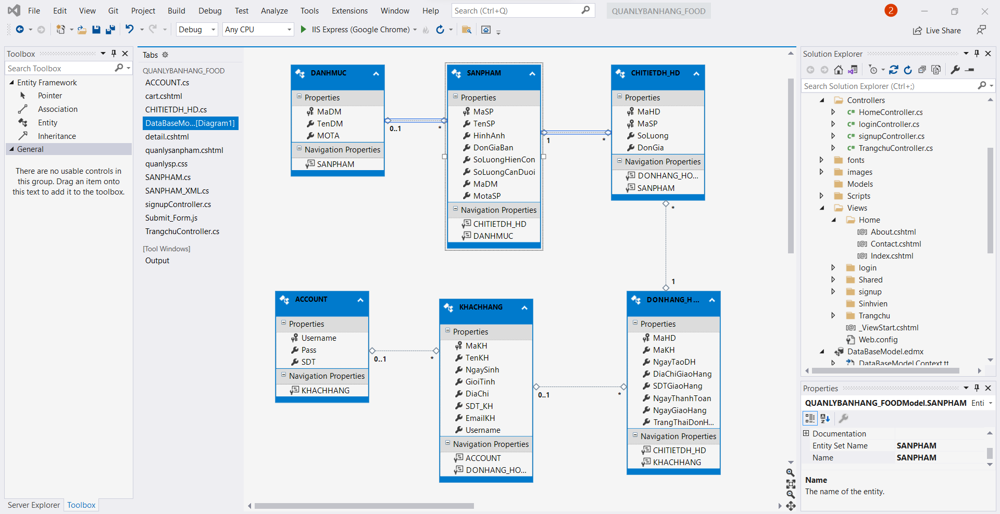 File Edit View Git Project Build Debug Test Analyze Tools Extensions Window Help Search (Ctrl+Q) QUANLYBANHANG_FOOD 2
Debug Any CPU IIS Express (Google Chrome) Live Share
Toolbox
Search Toolbox
Entity Framework
Pointer
Association
Entity
Inheritance
General
There are no usable controls in
this group. Drag an item onto
this text to add it to the toolbox.
Server Explorer Toolbox
Tabs
QUANLYBANHANG_FOOD
ACCOUNT.cs
cart.cshtml
CHITIETDH_HD.cs
DataBaseMo...[Diagram1]
detail.cshtml
quanlysanpham.cshtml
quanlysp.css
SANPHAM.cs
SANPHAM_XML.cs
signupController.cs
Submit_Form.js
TrangchuController.cs
[Tool Windows]
Output
DANHMUC
Properties
MaDM
TenDM
MOTA
Navigation Properties
SANPHAM
0..1
*
SANPHAM
Properties
MaSP
TenSP
HinhAnh
DonGiaBan
SoLuongHienCon
SoLuongCanDuoi
MaDM
MotaSP
Navigation Properties
CHITIETDH_HD
DANHMUC
1
*
CHITIETDH_HD
Properties
MaHD
MaSP
SoLuong
DonGia
Navigation Properties
DONHANG_HO...
SANPHAM
*
1
ACCOUNT
Properties
Username
Pass
SDT
Navigation Properties
KHACHHANG
0..1
*
KHACHHANG
Properties
MaKH
TenKH
NgaySinh
GioiTinh
DiaChi
SDT_KH
EmailKH
Username
Navigation Properties
ACCOUNT
DONHANG_HO...
0..1
*
DONHANG_H...
Properties
MaHD
MaKH
NgayTaoDH
DiaChiGiaoHang
SDTGiaoHang
NgayThanhToan
NgayGiaoHang
TrangThaiDonH...
Navigation Properties
CHITIETDH_HD
KHACHHANG
Solution Explorer
Search Solution Explorer (Ctrl+;)
Controllers
C# HomeController.cs
C# loginController.cs
C# signupController.cs
C# TrangchuController.cs
fonts
images
Models
Scripts
Views
Home
[@] About.cshtml
[@] Contact.cshtml
[@] Index.cshtml
login
Shared
signup
Sinhvien
Trangchu
[@] _ViewStart.cshtml
Web.config
DataBaseModel.edmx
DataBaseModel.Context.tt
Properties
QUANLYBANHANG_FOODModel.SANPHAM Enti
Documentation
Entity Set Name SANPHAM
Name SANPHAM
Name
The name of the entity.